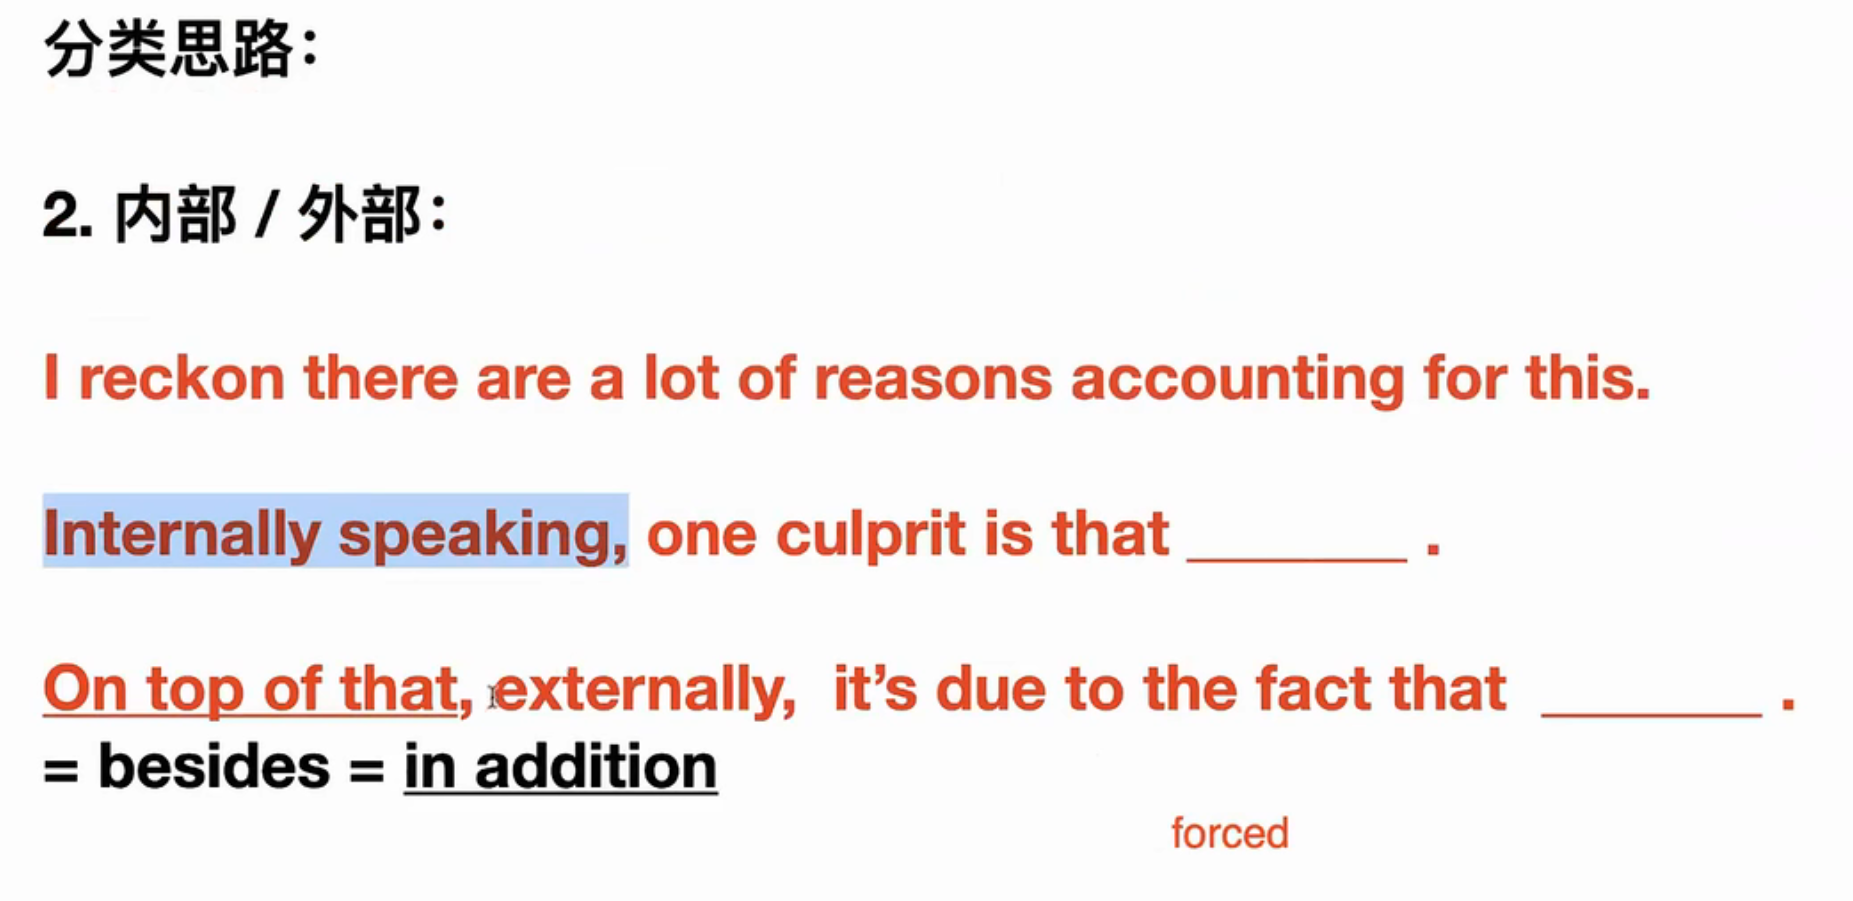 分类思路：
2. 内部 / 外部：
I reckon there are a lot of reasons accounting for this.
Internally speaking, one culprit is that ________ .
On top of that, externally,  it’s due to the fact that  ________ .
= besides = in addition
forced